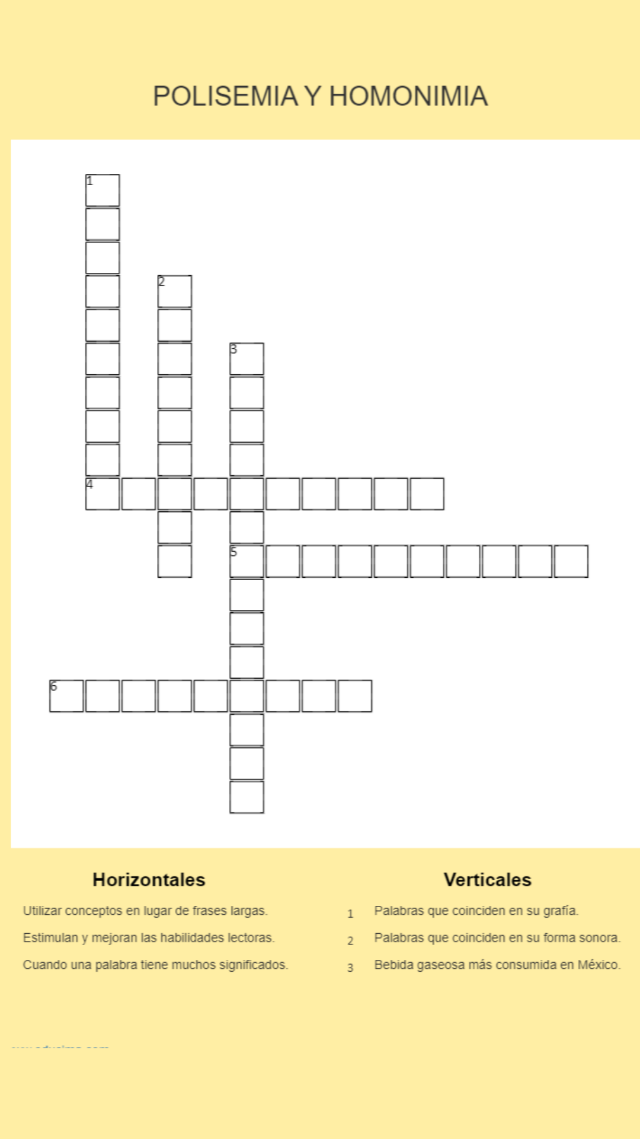 POLISEMIA Y HOMONIMIA
1
2
3
4
5
6
Horizontales
Utilizar conceptos en lugar de frases largas.
Estimulan y mejoran las habilidades lectoras.
Cuando una palabra tiene muchos significados.
Verticales
1 Palabras que coinciden en su grafía.
2 Palabras que coinciden en su forma sonora.
3 Bebida gaseosa más consumida en México.